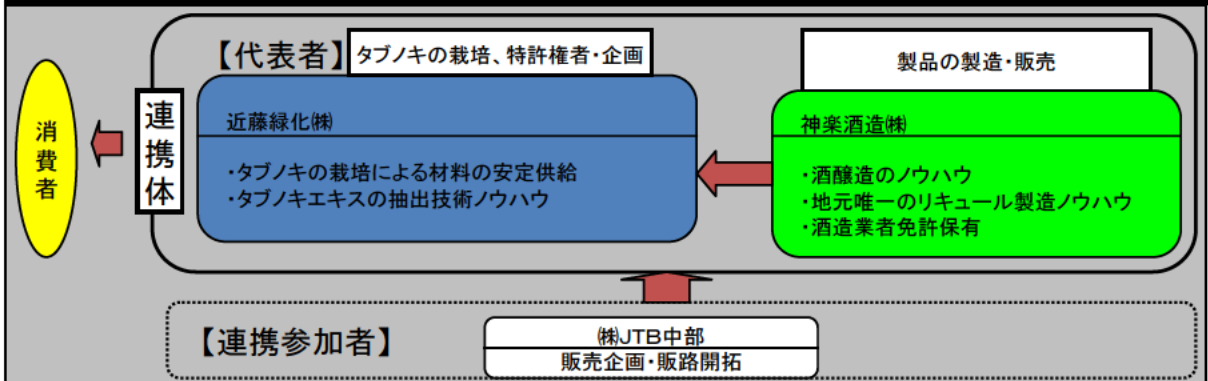 【代表者】
タブノキの栽培、特許権者・企画
製品の製造・販売
消費者
連携体
近藤緑化㈱
・タブノキの栽培による材料の安定供給
・タブノキエキスの抽出技術ノウハウ
神楽酒造㈱
・酒醸造のノウハウ
・地元唯一のリキュール製造ノウハウ
・酒造業者免許保有
【連携参加者】
㈱JTB中部
販売企画・販路開拓